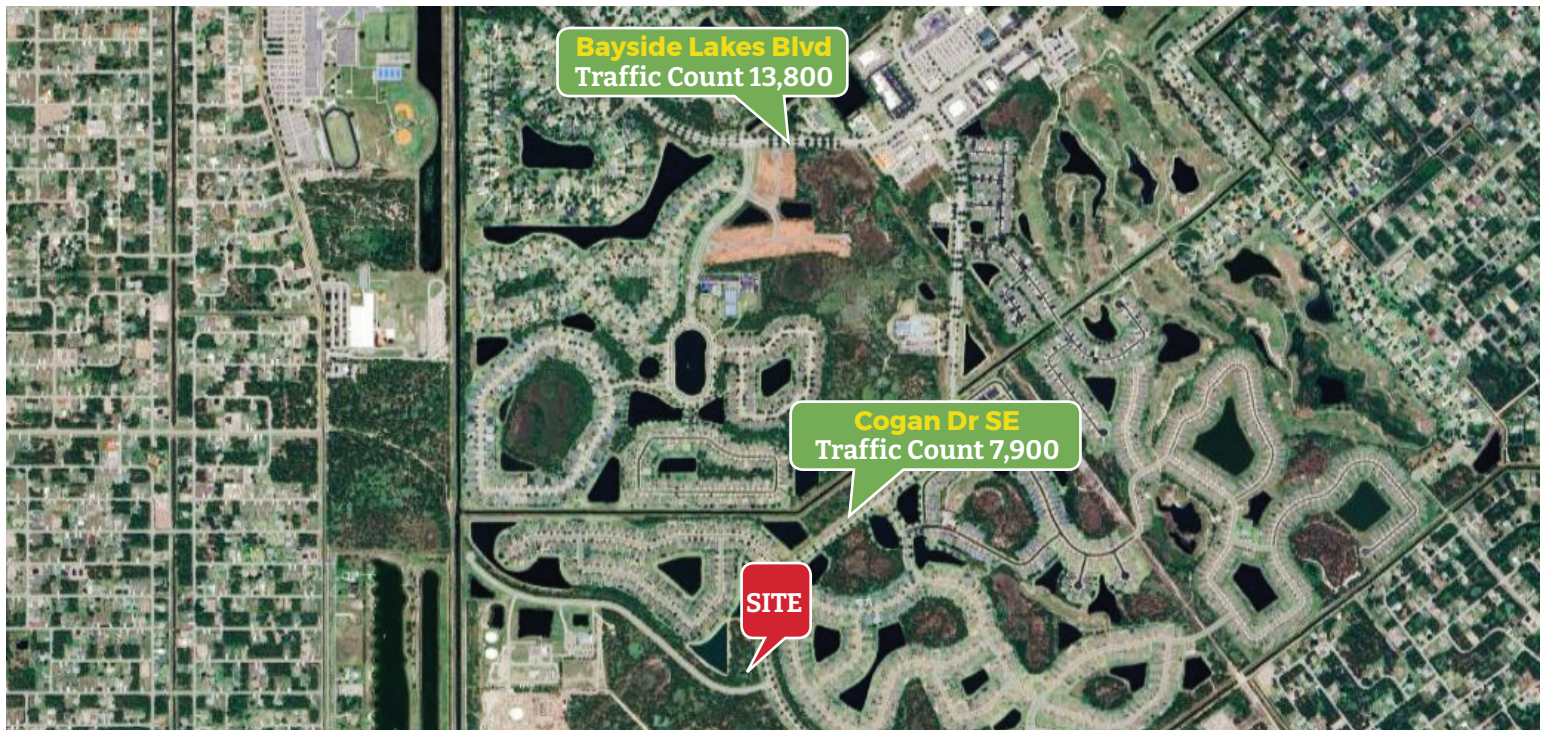 Bayside Lakes Blvd
Traffic Count 13,800
Cogan Dr SE
Traffic Count 7,900
SITE